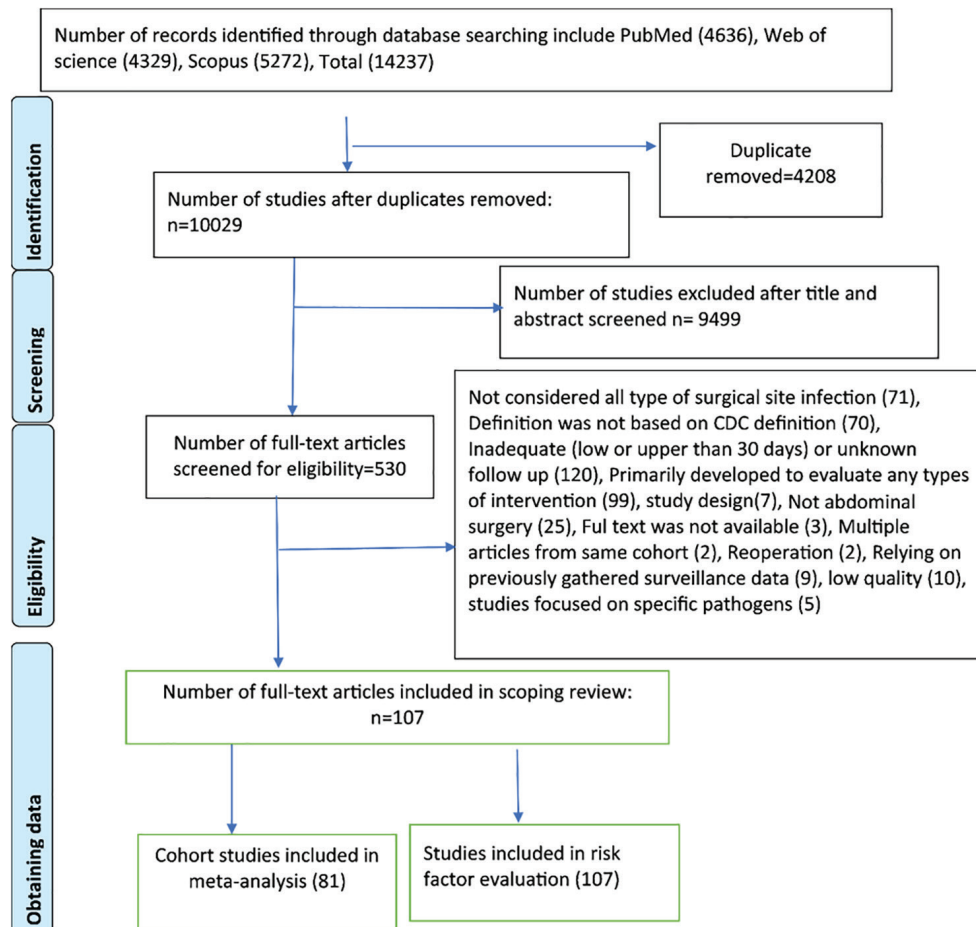 Number of records identified through database searching include PubMed (4636), Web of
science (4329), Scopus (5272), Total (14237)
Identification
Duplicate
removed=4208
Number of studies after duplicates removed:
n=10029
Screening
Number of studies excluded after title and
abstract screened n= 9499
Number of full-text articles
screened for eligibility=530
Eligibility
Not considered all type of surgical site infection (71),
Definition was not based on CDC definition (70),
Inadequate (low or upper than 30 days) or unknown
follow up (120), Primarily developed to evaluate any types
of intervention (99), study design(7), Not abdominal
surgery (25), Ful text was not available (3), Multiple
articles from same cohort (2), Reoperation (2), Relying on
previously gathered surveillance data (9), low quality (10),
studies focused on specific pathogens (5)
Obtaining data
Number of full-text articles included in scoping review:
n=107
Cohort studies included in
meta-analysis (81)
Studies included in risk
factor evaluation (107)